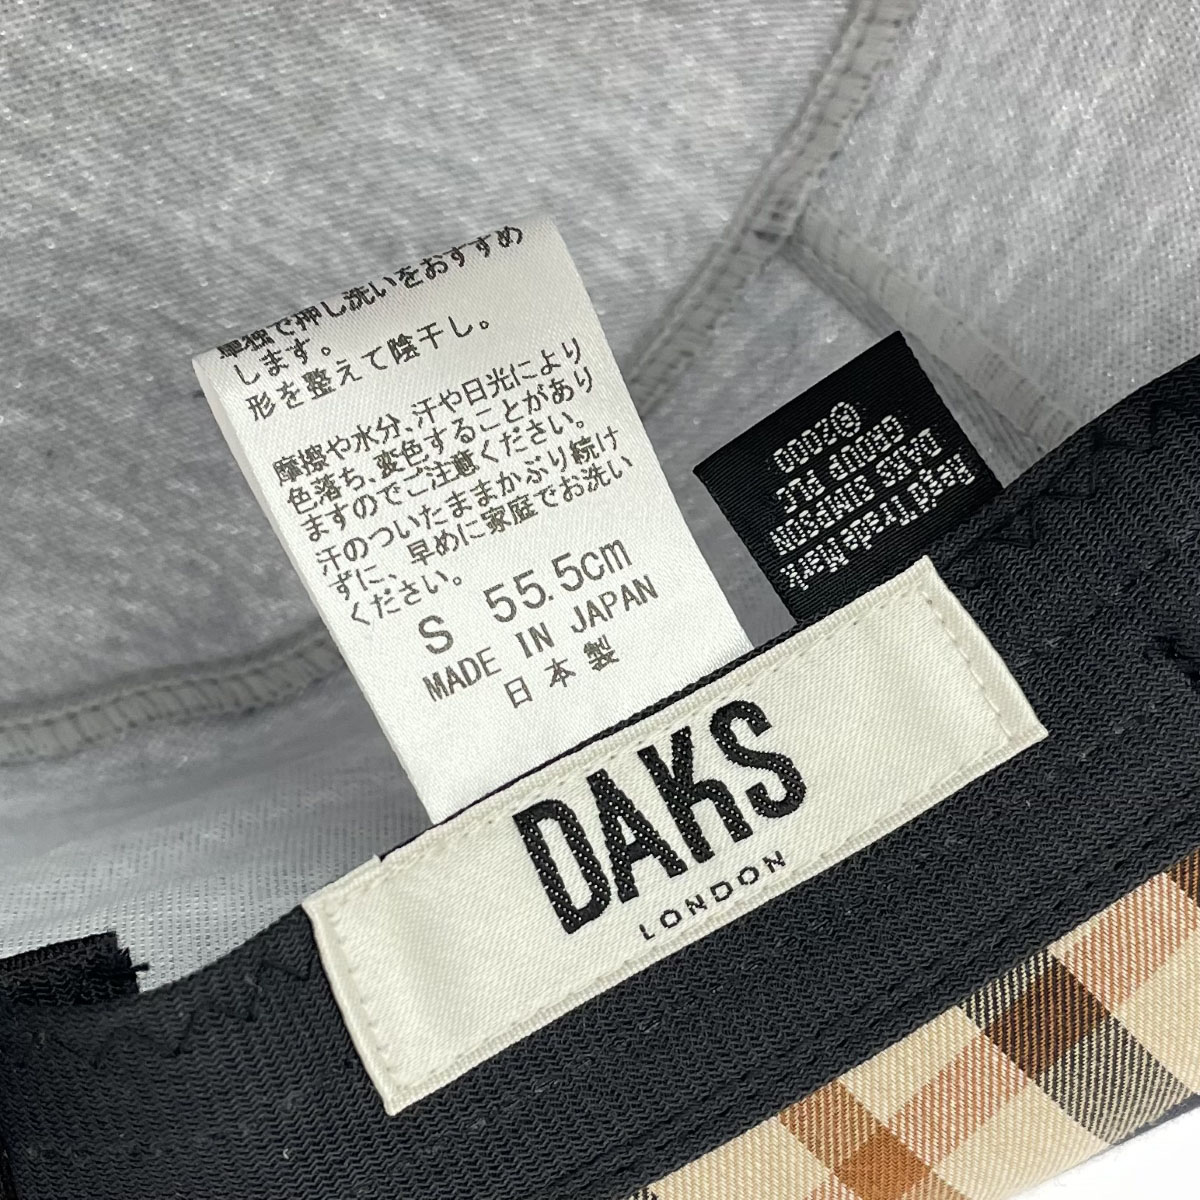 単独で押し洗いをおすすめ
します。
形を整えて陰干し。
摩擦や水分、汗や日光により
色落ち、変色することがあり
ますのでご注意ください。
汗のついたままかぶり続け
ずに、早めに家庭でお洗い
ください。
S 55.5cm
MADE IN JAPAN
日本製
Regd Trade Mark
DAKS SIMPSON
GROUP PLC
©2000
DAKS
LONDON